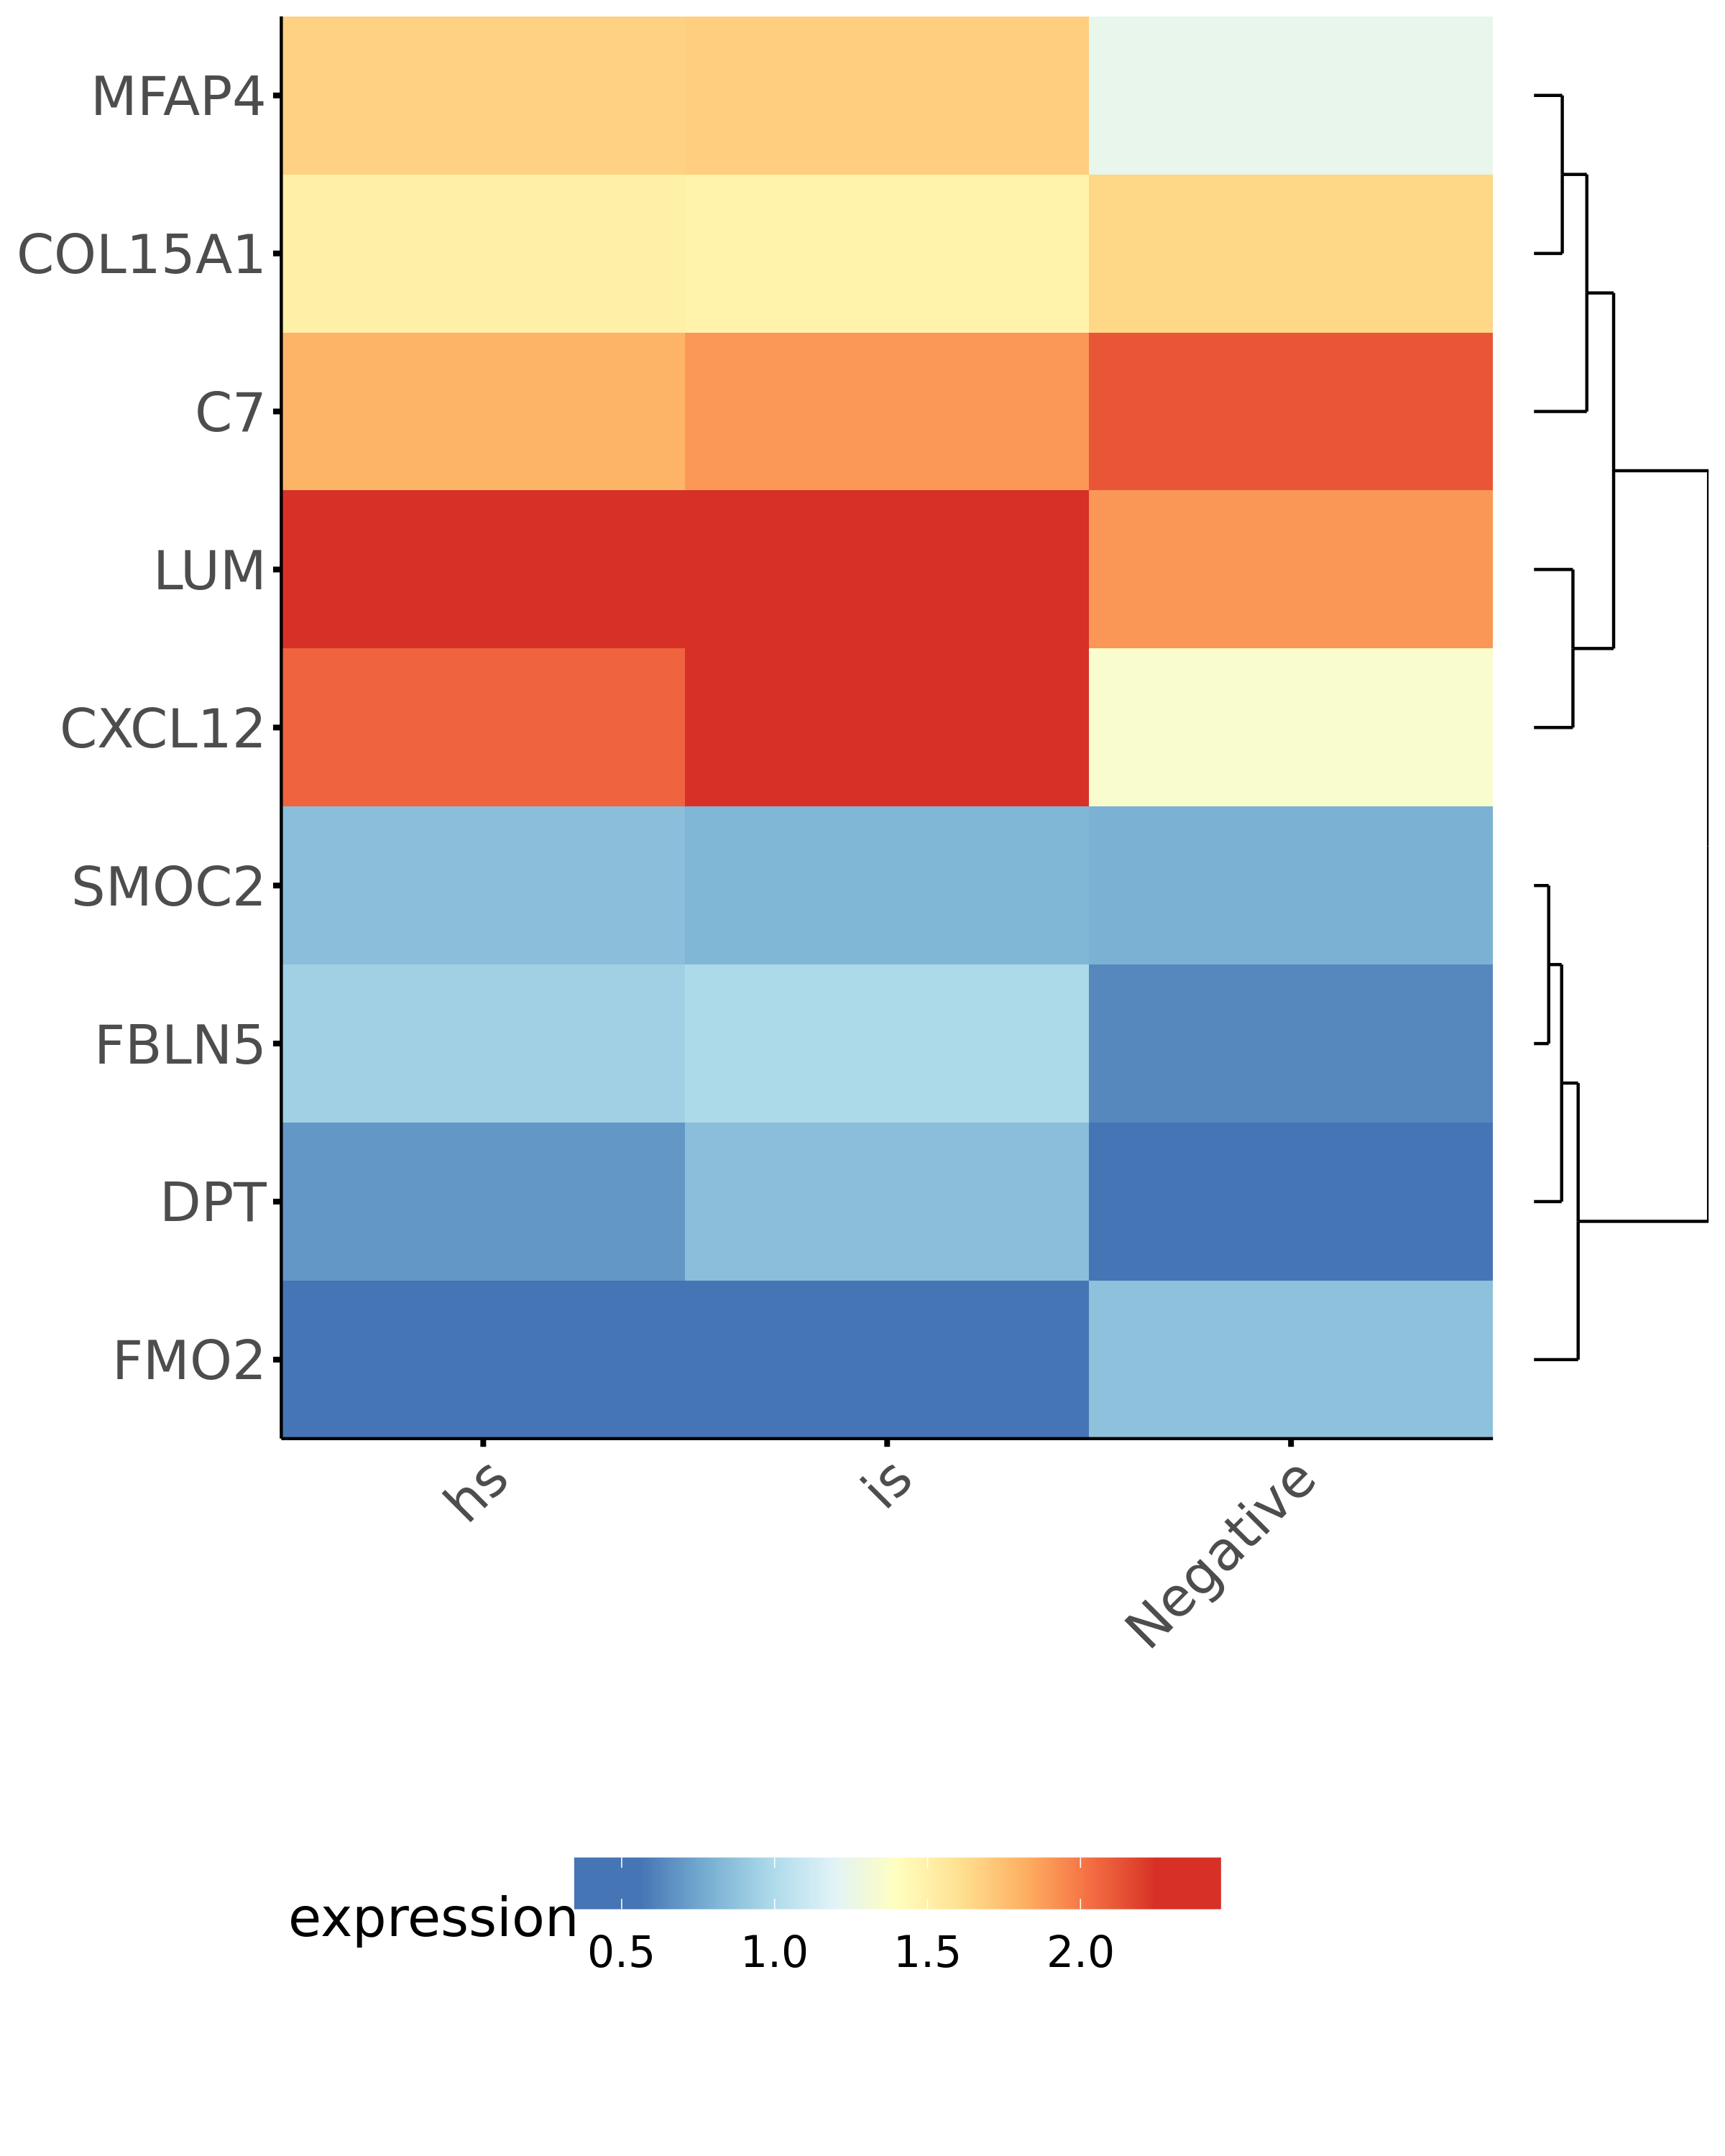 MFAP4
COL15A1
C7
LUM
CXCL12
SMOC2
FBLN5
DPT
FMO2
hs
is
Negative
expression
0.5 1.0 1.5 2.0